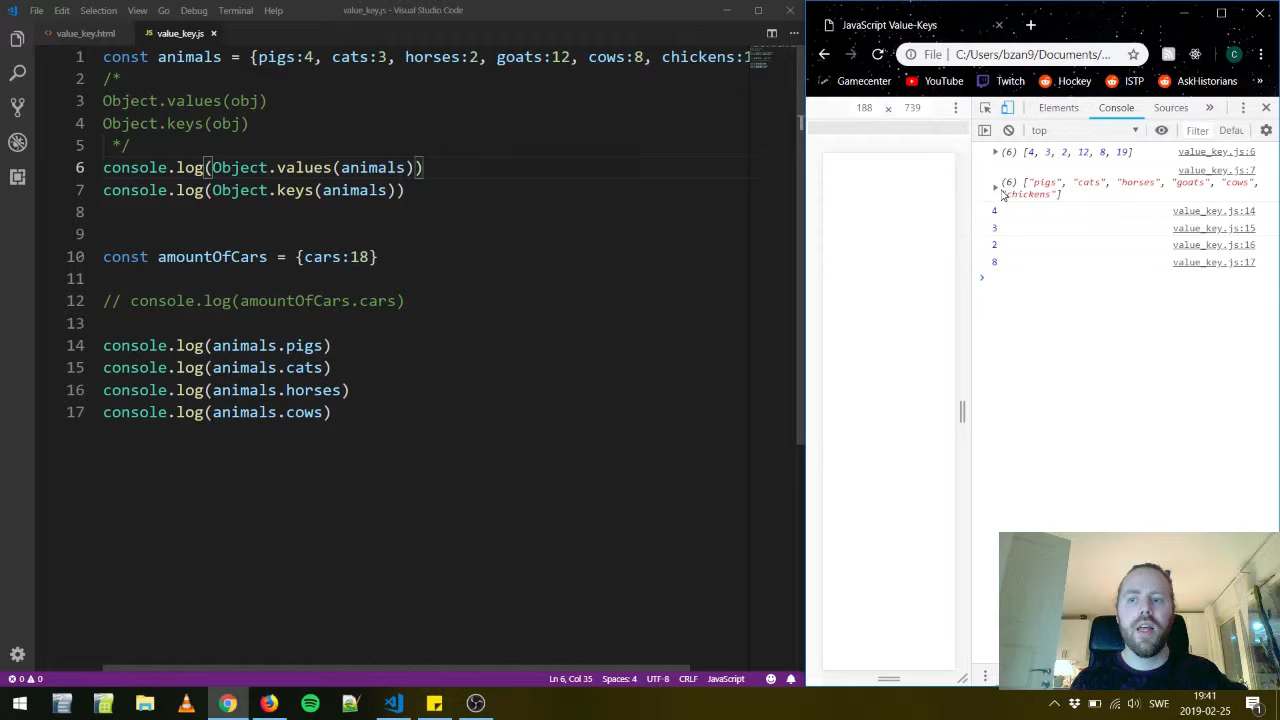 File Edit Selection View Go Debug Terminal Help value_key.js - Visual Studio Code
value_key.html JS value_key.js
1 const animals = {pigs:4, cats:3, horses:2, goats:12, cows:8, chickens:1
2 /*
3 Object.values(obj)
4 Object.keys(obj)
5 */
6 console.log(Object.values(animals))
7 console.log(Object.keys(animals))
8
9
10 const amountOfCars = {cars:18}
11
12 // console.log(amountOfCars.cars)
13
14 console.log(animals.pigs)
15 console.log(animals.cats)
16 console.log(animals.horses)
17 console.log(animals.cows)
0 0 Ln 6, Col 35 Spaces: 4 UTF-8 CRLF JavaScript
JavaScript Value-Keys
File | C:/Users/bzan9/Documents/... C
Gamecenter YouTube Twitch Hockey ISTP AskHistorians
188 × 739 Elements Console Sources »
top Filter Defau
(6) [4, 3, 2, 12, 8, 19] value_key.js:6
value_key.js:7
(6) ["pigs", "cats", "horses", "goats", "cows",
"chickens"]
4 value_key.js:14
3 value_key.js:15
2 value_key.js:16
8 value_key.js:17
SWE 19:41
2019-02-25 1